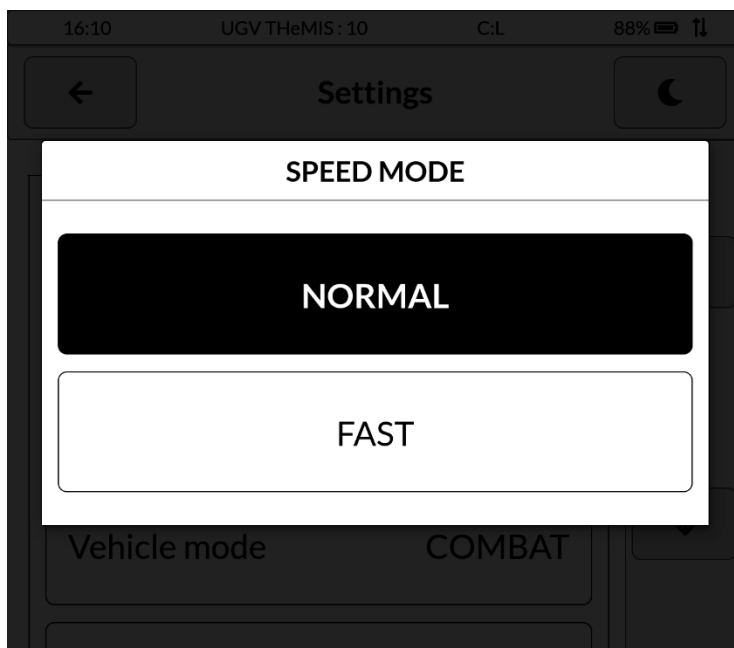 16:10 UGV THeMIS : 10 C:L 88%
Settings
SPEED MODE
NORMAL
FAST
Vehicle mode COMBAT